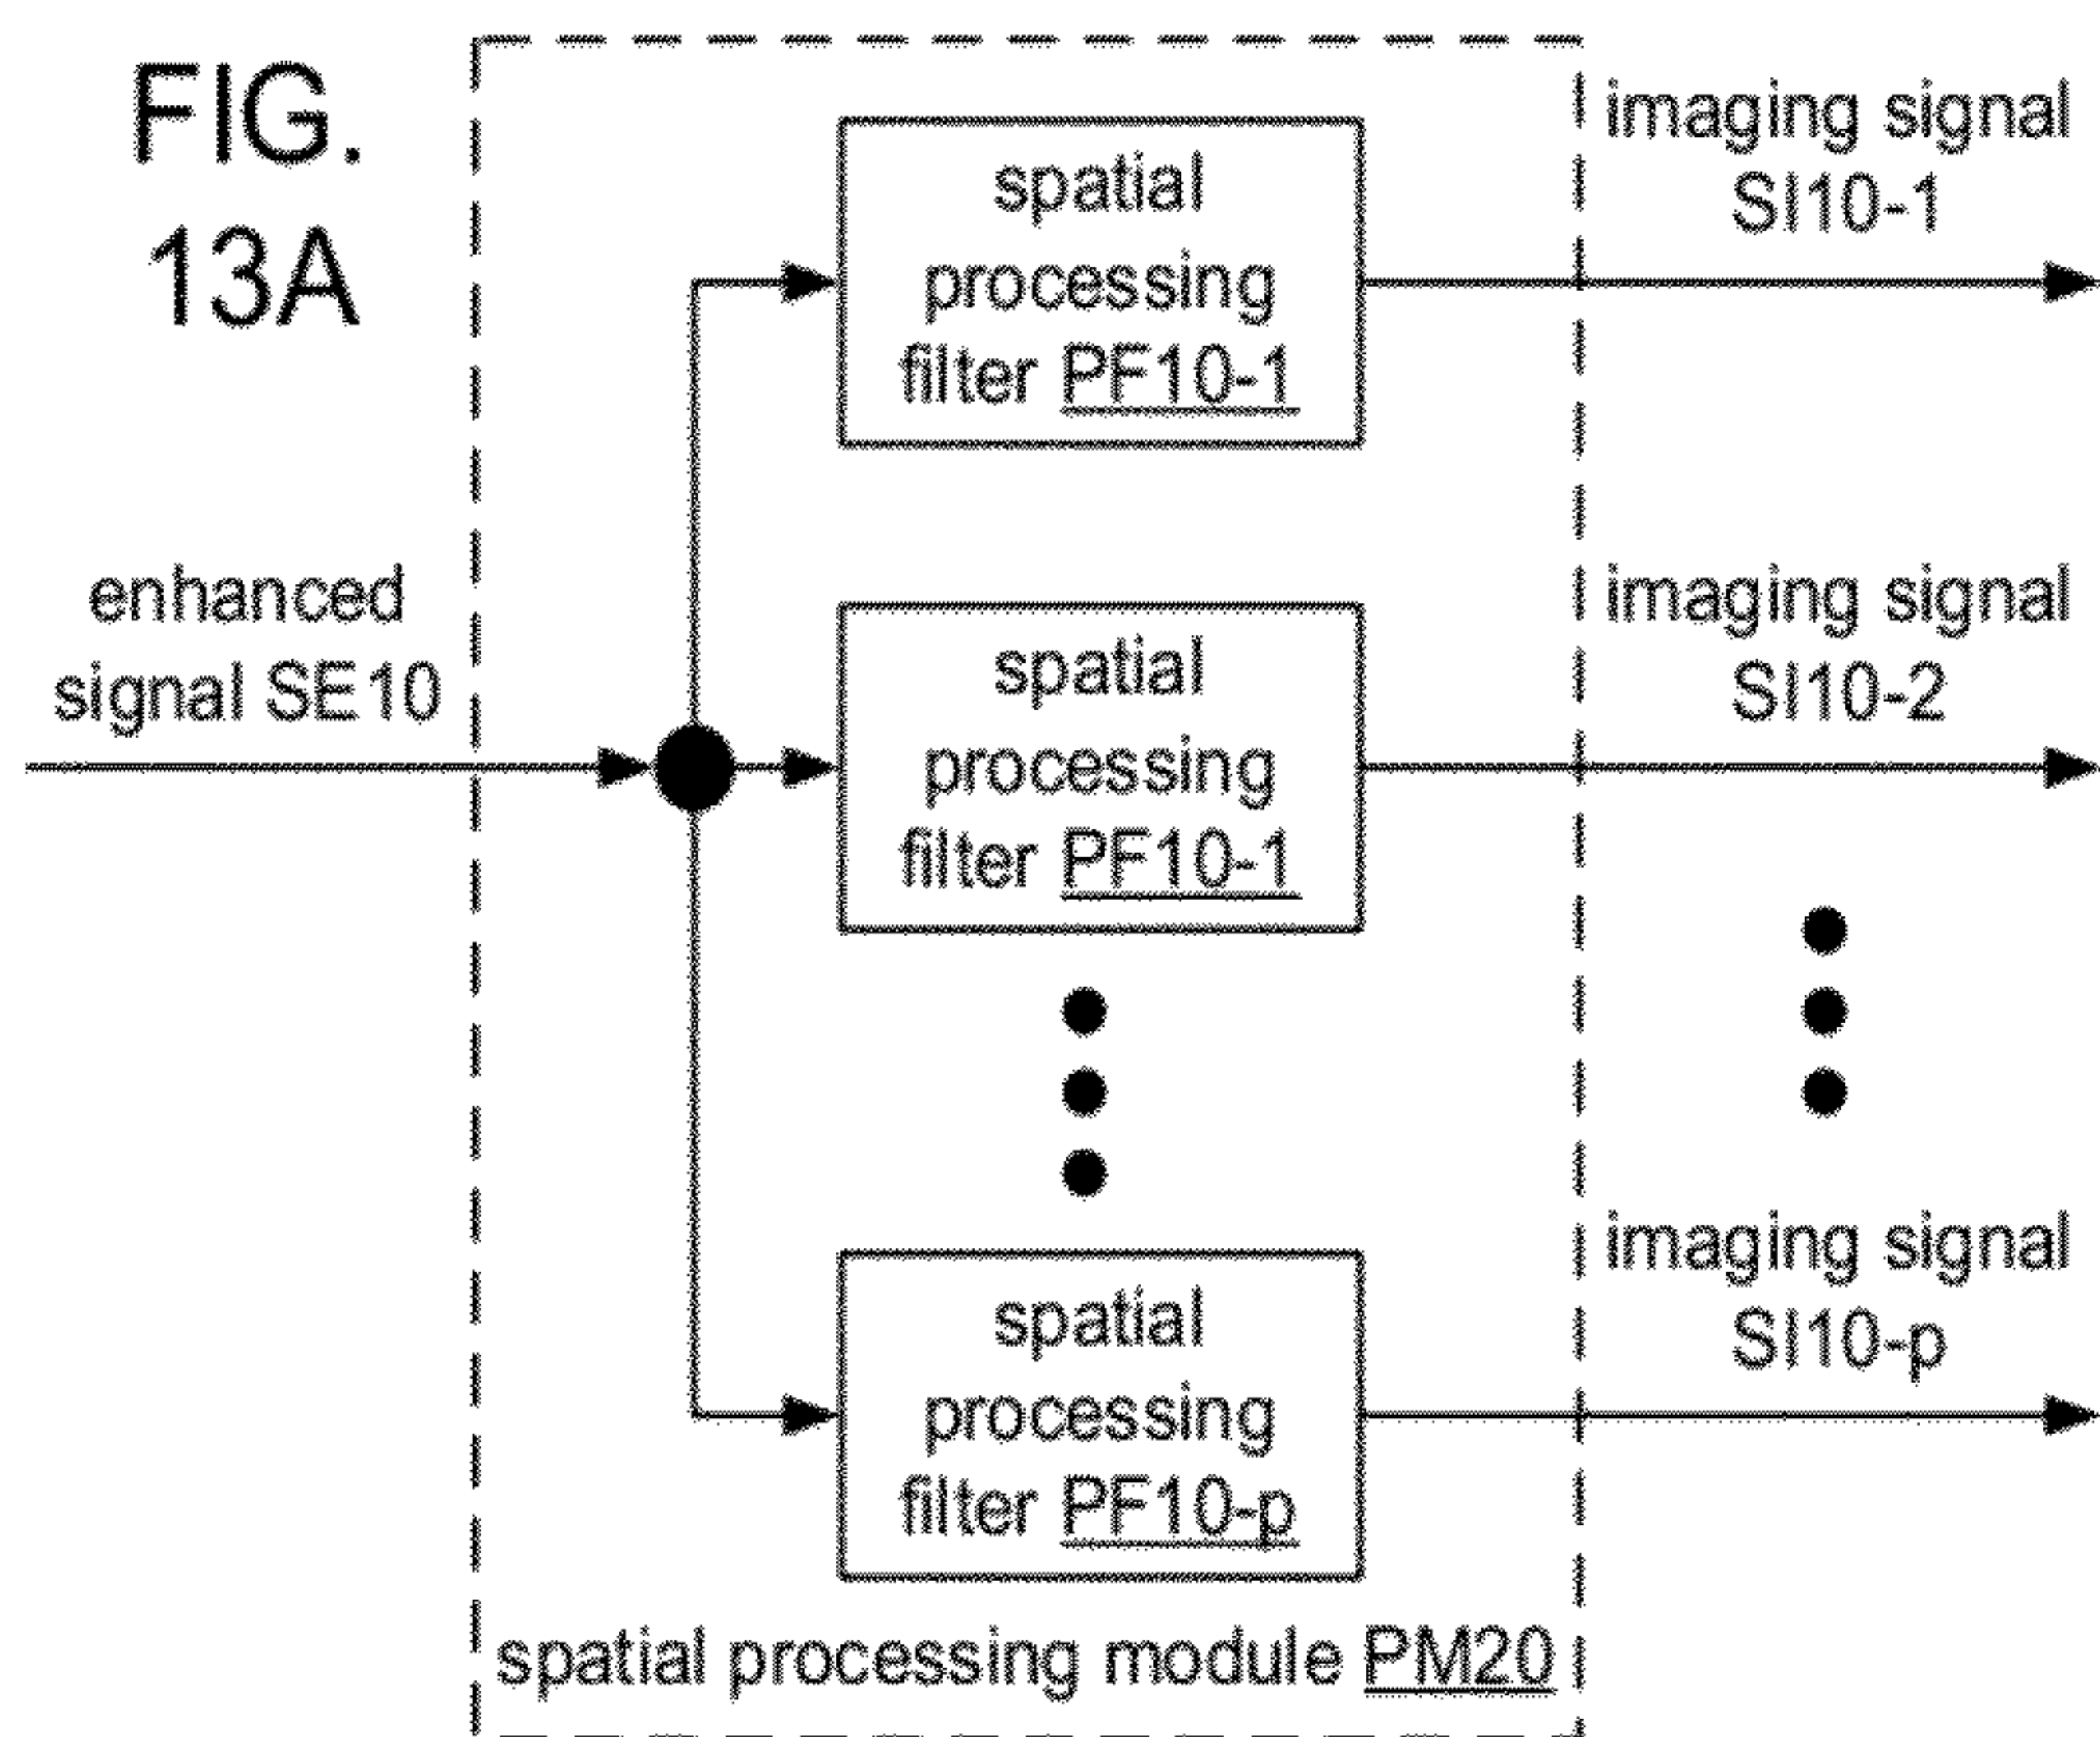 FIG.
13A
spatial
processing
filter PF10-1
imaging signal
SI10-1
enhanced
signal SE10
spatial
processing
filter PF10-1
imaging signal
SI10-2
spatial
processing
filter PF10-p
imaging signal
SI10-p
spatial processing module PM20